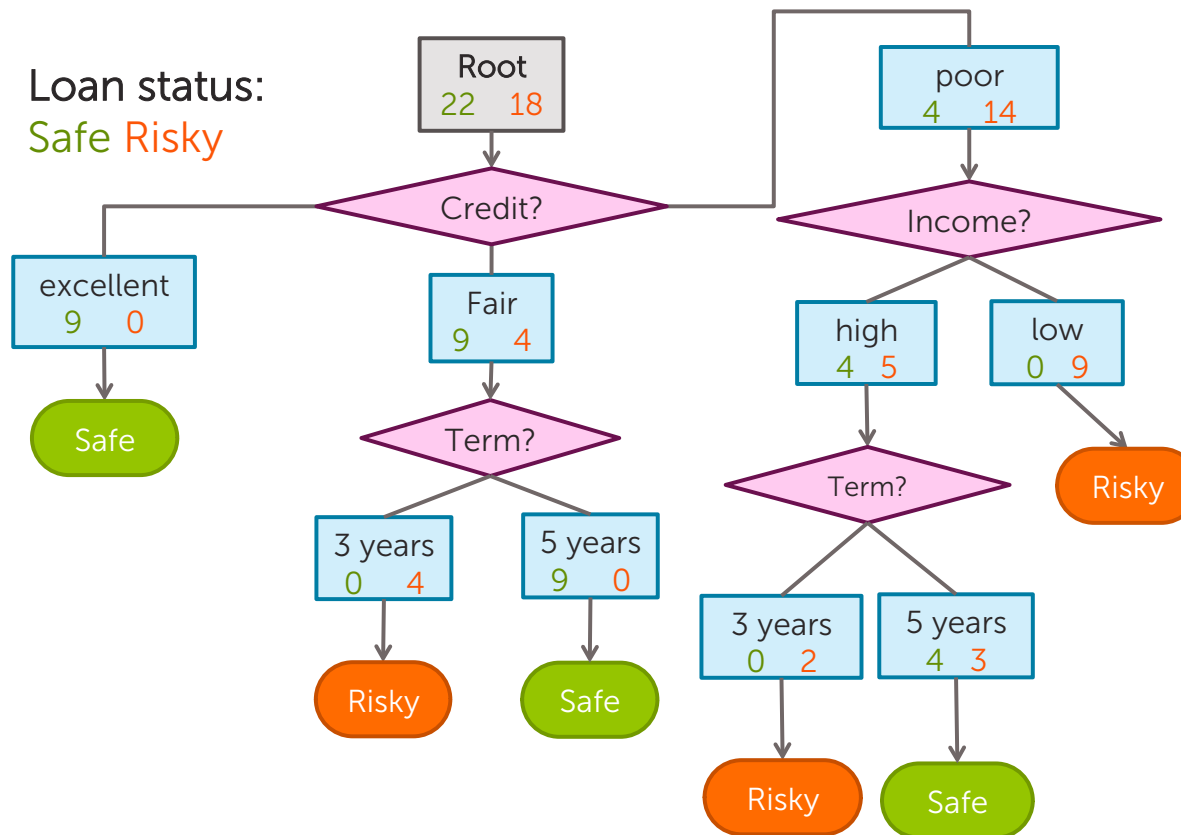 Loan status:
Safe Risky
Root
22 18
Credit?
excellent
9 0
Safe
Fair
9 4
Term?
3 years
0 4
Risky
5 years
9 0
Safe
poor
4 14
Income?
high
4 5
low
0 9
Risky
Term?
3 years
0 2
Risky
5 years
4 3
Safe